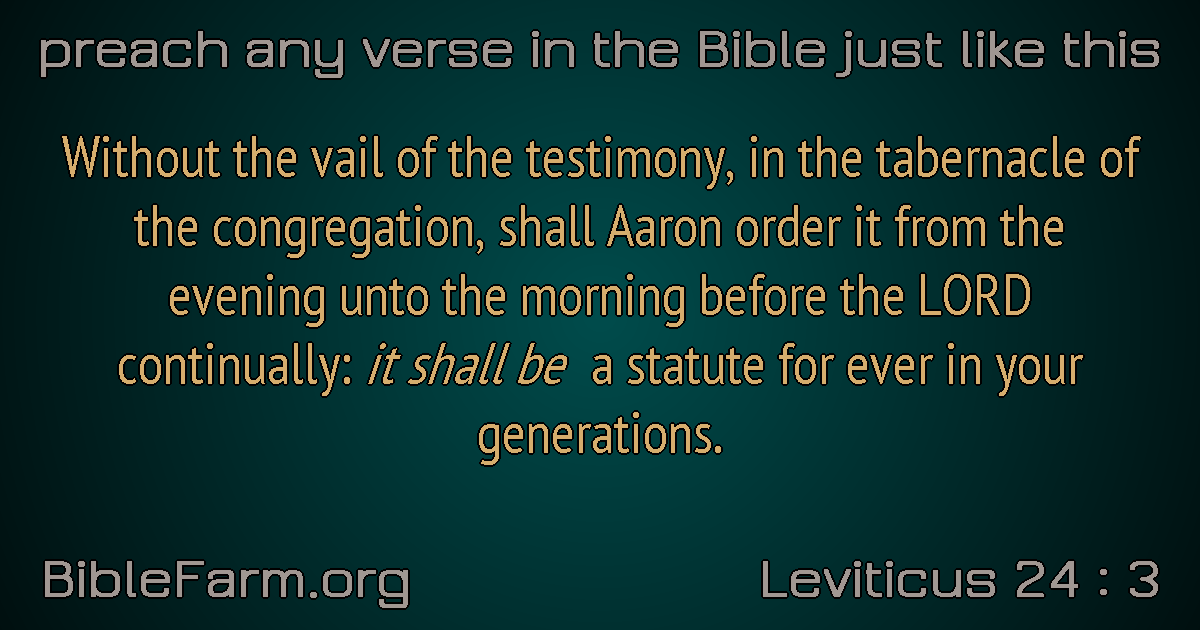 preach any verse in the Bible just like this
Without the vail of the testimony, in the tabernacle of
the congregation, shall Aaron order it from the
evening unto the morning before the LORD
continually: it shall be a statute for ever in your
generations.
BibleFarm.org
Leviticus 24 : 3